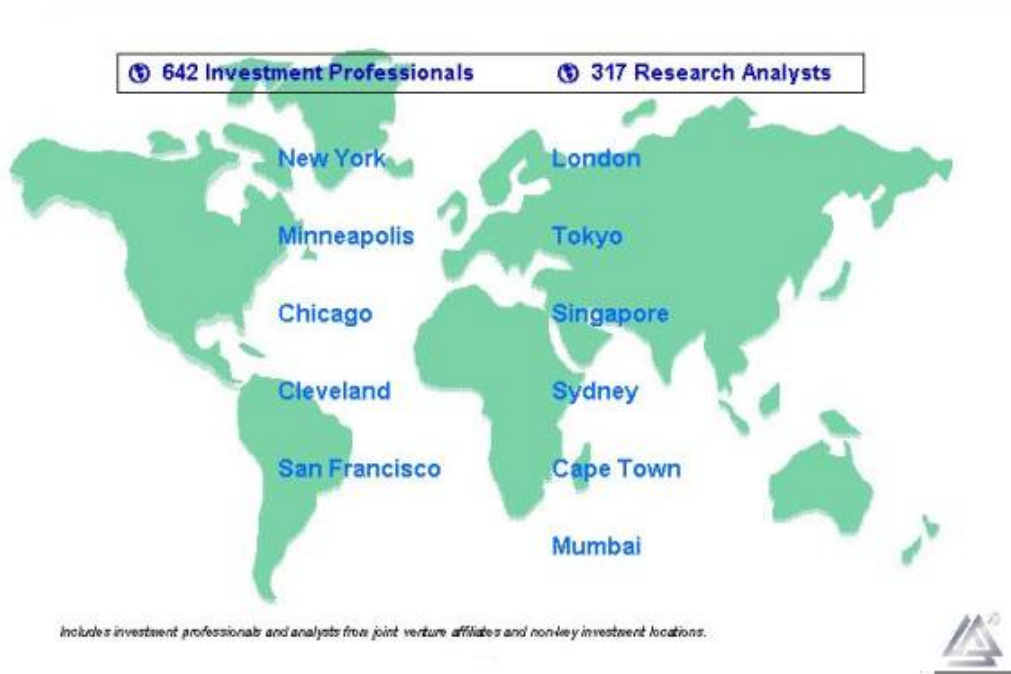 642 Investment Professionals
317 Research Analysts
New York
Minneapolis
Chicago
Cleveland
San Francisco
London
Tokyo
Singapore
Sydney
Cape Town
Mumbai
Includes investment professionals and analysts from joint venture affiliates and non-key investment locations.